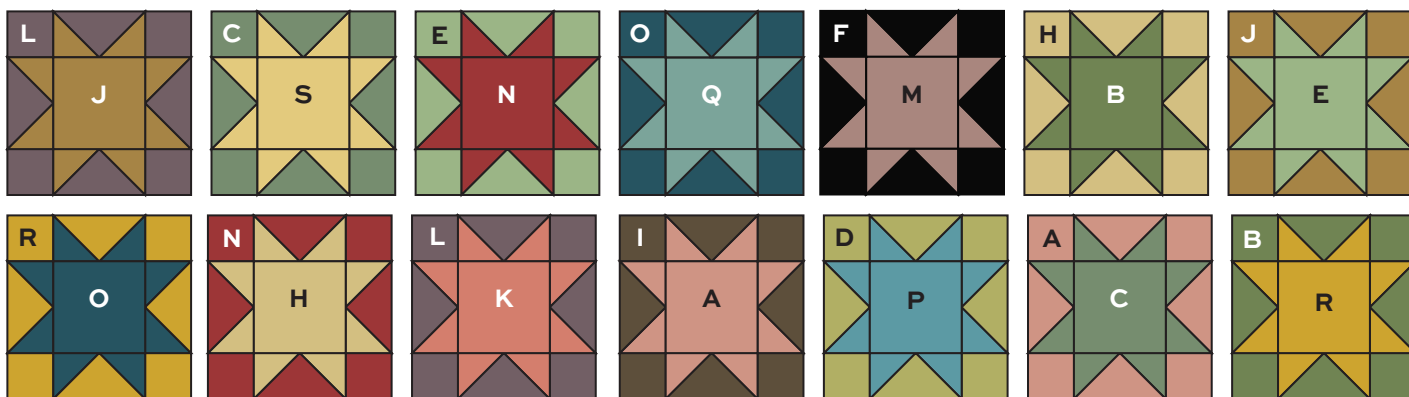 L J C S E N O Q F M H B J E
R O N H L K I A D P A C B R